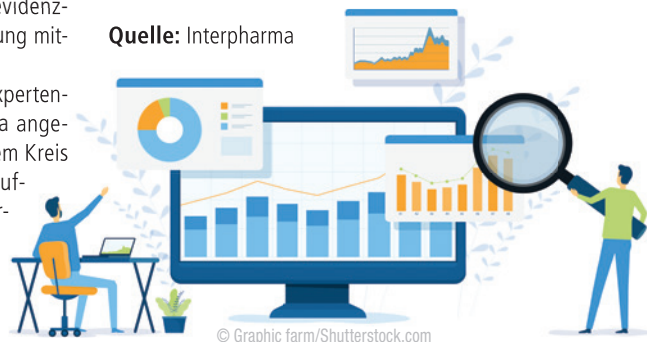 evidenz-
ung mit-
xperten-
a ange-
em Kreis
uf-
r-
Quelle: Interpharma
© Graphic farm/Shutterstock.com